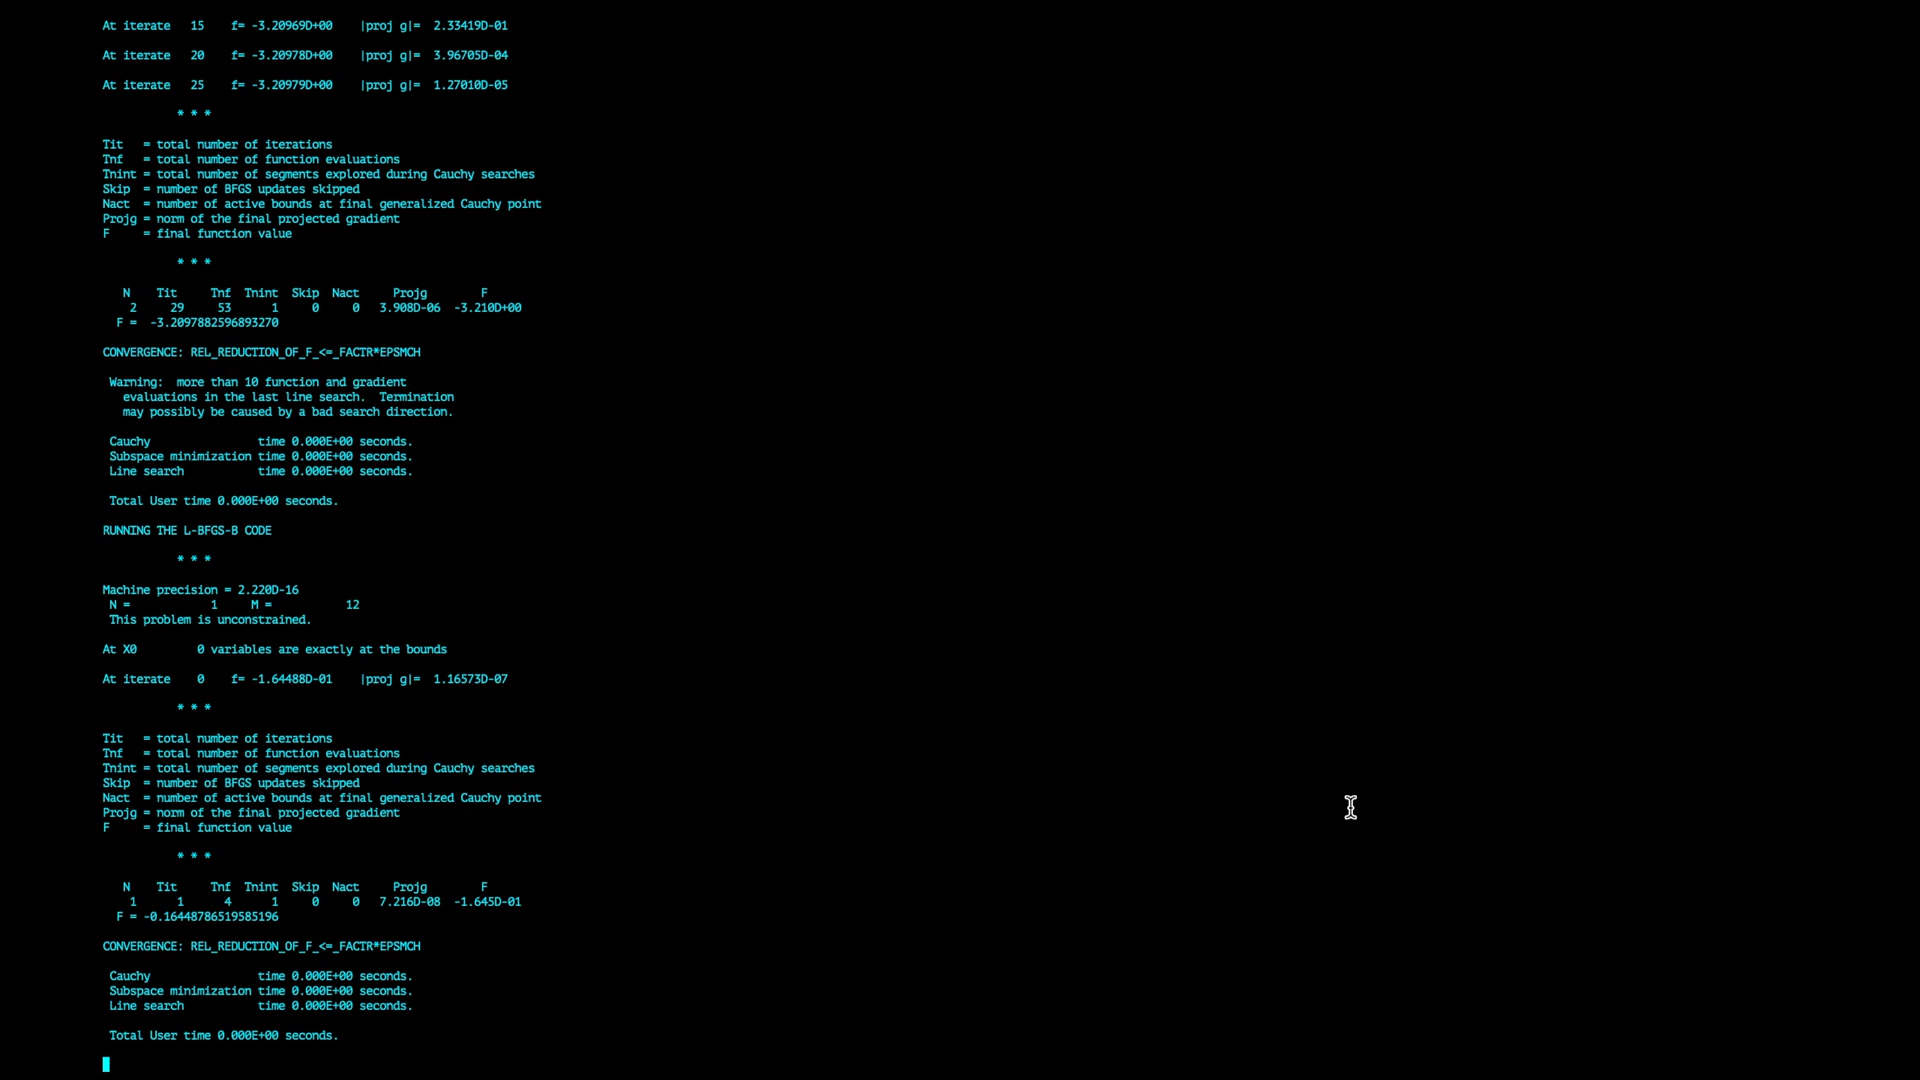 At iterate   15    f= -3.20969D+00    |proj g|=  2.33419D-01
At iterate   20    f= -3.20978D+00    |proj g|=  3.96705D-04
At iterate   25    f= -3.20979D+00    |proj g|=  1.27010D-05
           * * *
Tit   = total number of iterations
Tnf   = total number of function evaluations
Tnint = total number of segments explored during Cauchy searches
Skip  = number of BFGS updates skipped
Nact  = number of active bounds at final generalized Cauchy point
Projg = norm of the final projected gradient
F     = final function value
           * * *
   N    Tit     Tnf  Tnint  Skip  Nact     Projg        F
    2     29     53      1     0     0   3.908D-06  -3.210D+00
  F =  -3.2097882596893270
CONVERGENCE: REL_REDUCTION_OF_F_<=_FACTR*EPSMCH
 Warning:  more than 10 function and gradient
   evaluations in the last line search.  Termination
   may possibly be caused by a bad search direction.
 Cauchy                time 0.000E+00 seconds.
 Subspace minimization time 0.000E+00 seconds.
 Line search           time 0.000E+00 seconds.
 Total User time 0.000E+00 seconds.
RUNNING THE L-BFGS-B CODE
           * * *
Machine precision = 2.220D-16
 N =            1     M =           12
 This problem is unconstrained.
At X0         0 variables are exactly at the bounds
At iterate    0    f= -1.64488D-01    |proj g|=  1.16573D-07
           * * *
Tit   = total number of iterations
Tnf   = total number of function evaluations
Tnint = total number of segments explored during Cauchy searches
Skip  = number of BFGS updates skipped
Nact  = number of active bounds at final generalized Cauchy point
Projg = norm of the final projected gradient
F     = final function value
           * * *
   N    Tit     Tnf  Tnint  Skip  Nact     Projg        F
    1      1      4      1     0     0   7.216D-08  -1.645D-01
  F = -0.16448786519585196
CONVERGENCE: REL_REDUCTION_OF_F_<=_FACTR*EPSMCH
 Cauchy                time 0.000E+00 seconds.
 Subspace minimization time 0.000E+00 seconds.
 Line search           time 0.000E+00 seconds.
 Total User time 0.000E+00 seconds.